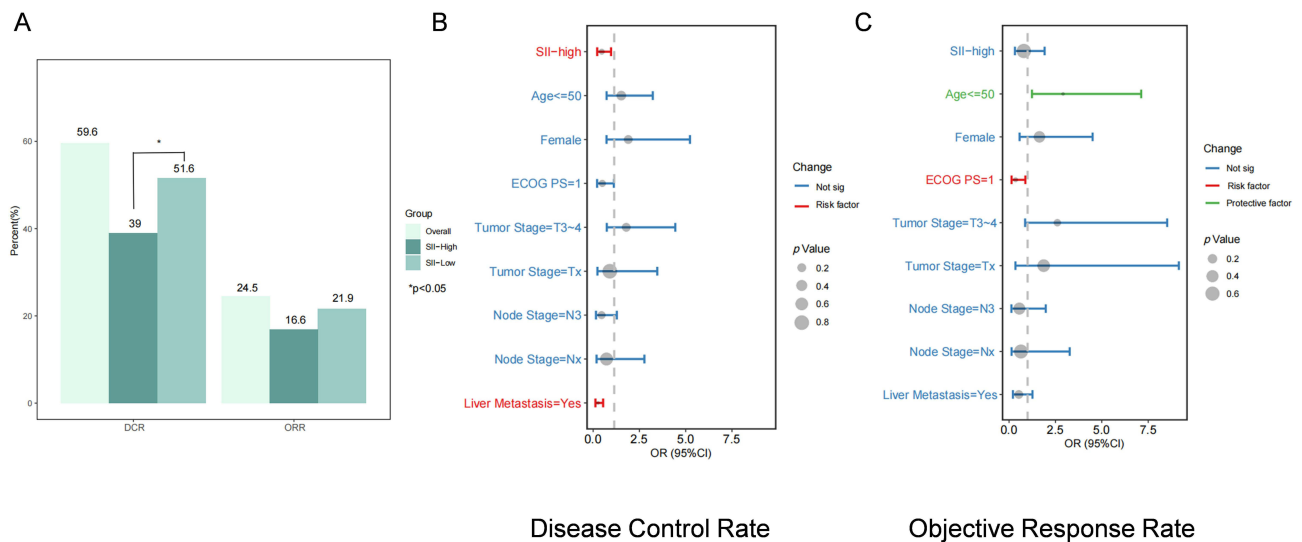 A
Percent(%)
60
40
20
0
59.6
39
*
51.6
24.5
16.6
21.9
DCR
ORR
Group
Overall
SII−High
SII−Low
*p<0.05
B
SII−high
Age<=50
Female
ECOG PS=1
Tumor Stage=T3~4
Tumor Stage=Tx
Node Stage=N3
Node Stage=Nx
Liver Metastasis=Yes
0.0 2.5 5.0 7.5
OR (95%CI)
Change
Not sig
Risk factor
p Value
0.2
0.4
0.6
0.8
Disease Control Rate
C
SII−high
Age<=50
Female
ECOG PS=1
Tumor Stage=T3~4
Tumor Stage=Tx
Node Stage=N3
Node Stage=Nx
Liver Metastasis=Yes
0.0 2.5 5.0 7.5
OR (95%CI)
Change
Not sig
Risk factor
Protective factor
p Value
0.2
0.4
0.6
Objective Response Rate